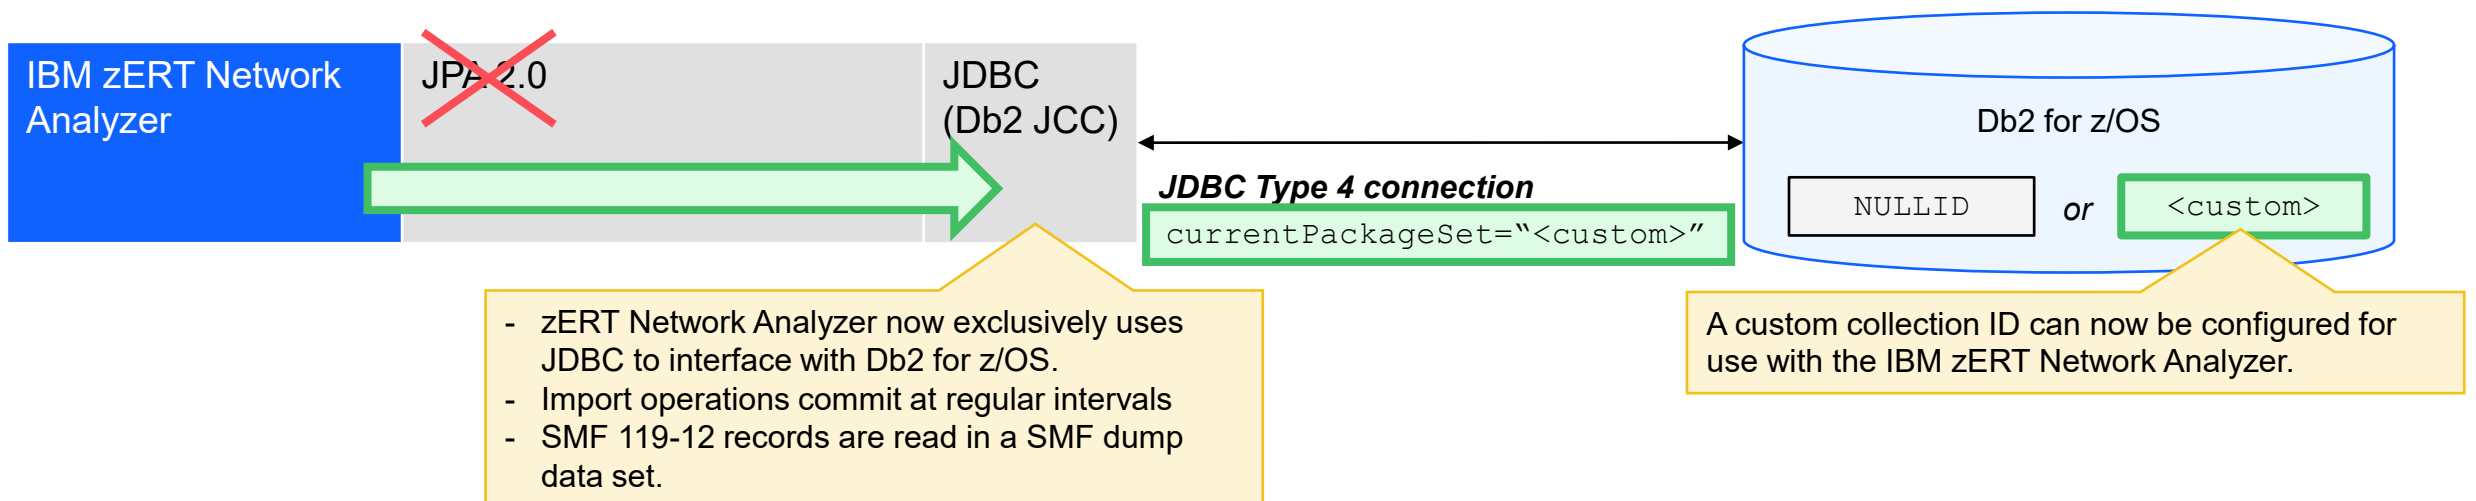 IBM zERT Network
Analyzer
JPA 2.0
JDBC
(Db2 JCC)
JDBC Type 4 connection
currentPackageSet=“<custom>”
Db2 for z/OS
NULLID
or
<custom>
- zERT Network Analyzer now exclusively uses
JDBC to interface with Db2 for z/OS.
- Import operations commit at regular intervals
- SMF 119-12 records are read in a SMF dump
data set.
A custom collection ID can now be configured for
use with the IBM zERT Network Analyzer.